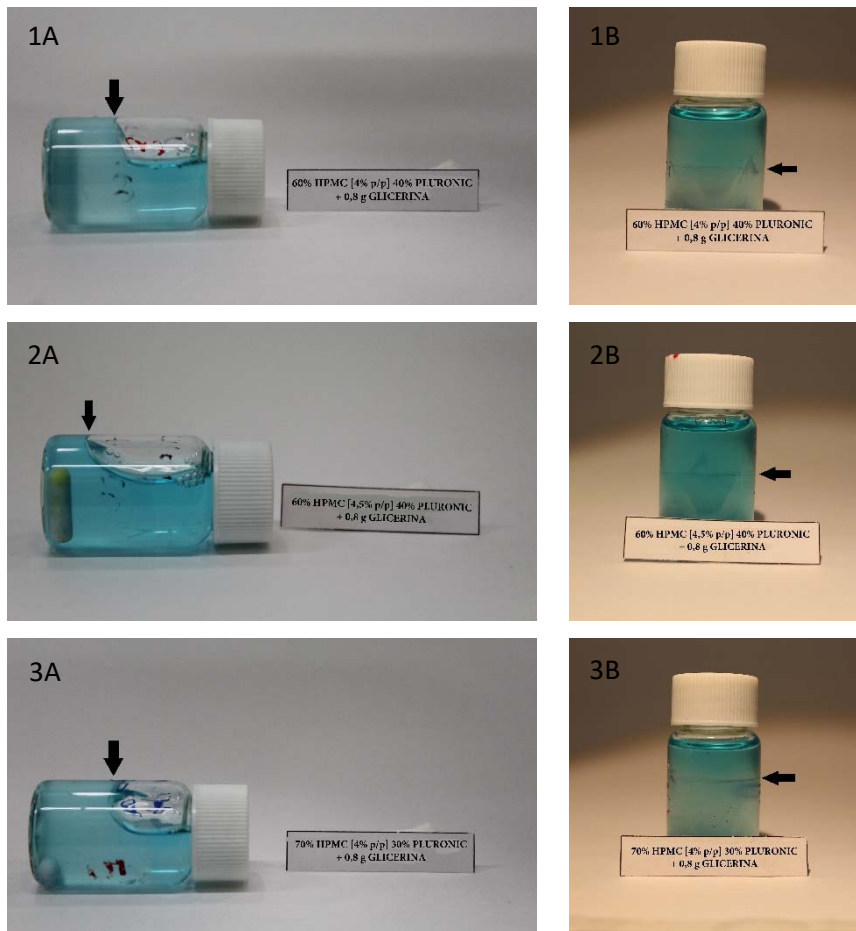 1A
60% HPMC [4% p/p] 40% PLURONIC
+ 0,8 g GLICERINA
1B
60% HPMC [4% p/p] 40% PLURONIC
+ 0,8 g GLICERINA
2A
60% HPMC [4,5% p/p] 40% PLURONIC
+ 0,8 g GLICERINA
2B
60% HPMC [4,5% p/p] 40% PLURONIC
+ 0,8 g GLICERINA
3A
70% HPMC [4% p/p] 30% PLURONIC
+ 0,8 g GLICERINA
3B
70% HPMC [4% p/p] 30% PLURONIC
+ 0,8 g GLICERINA